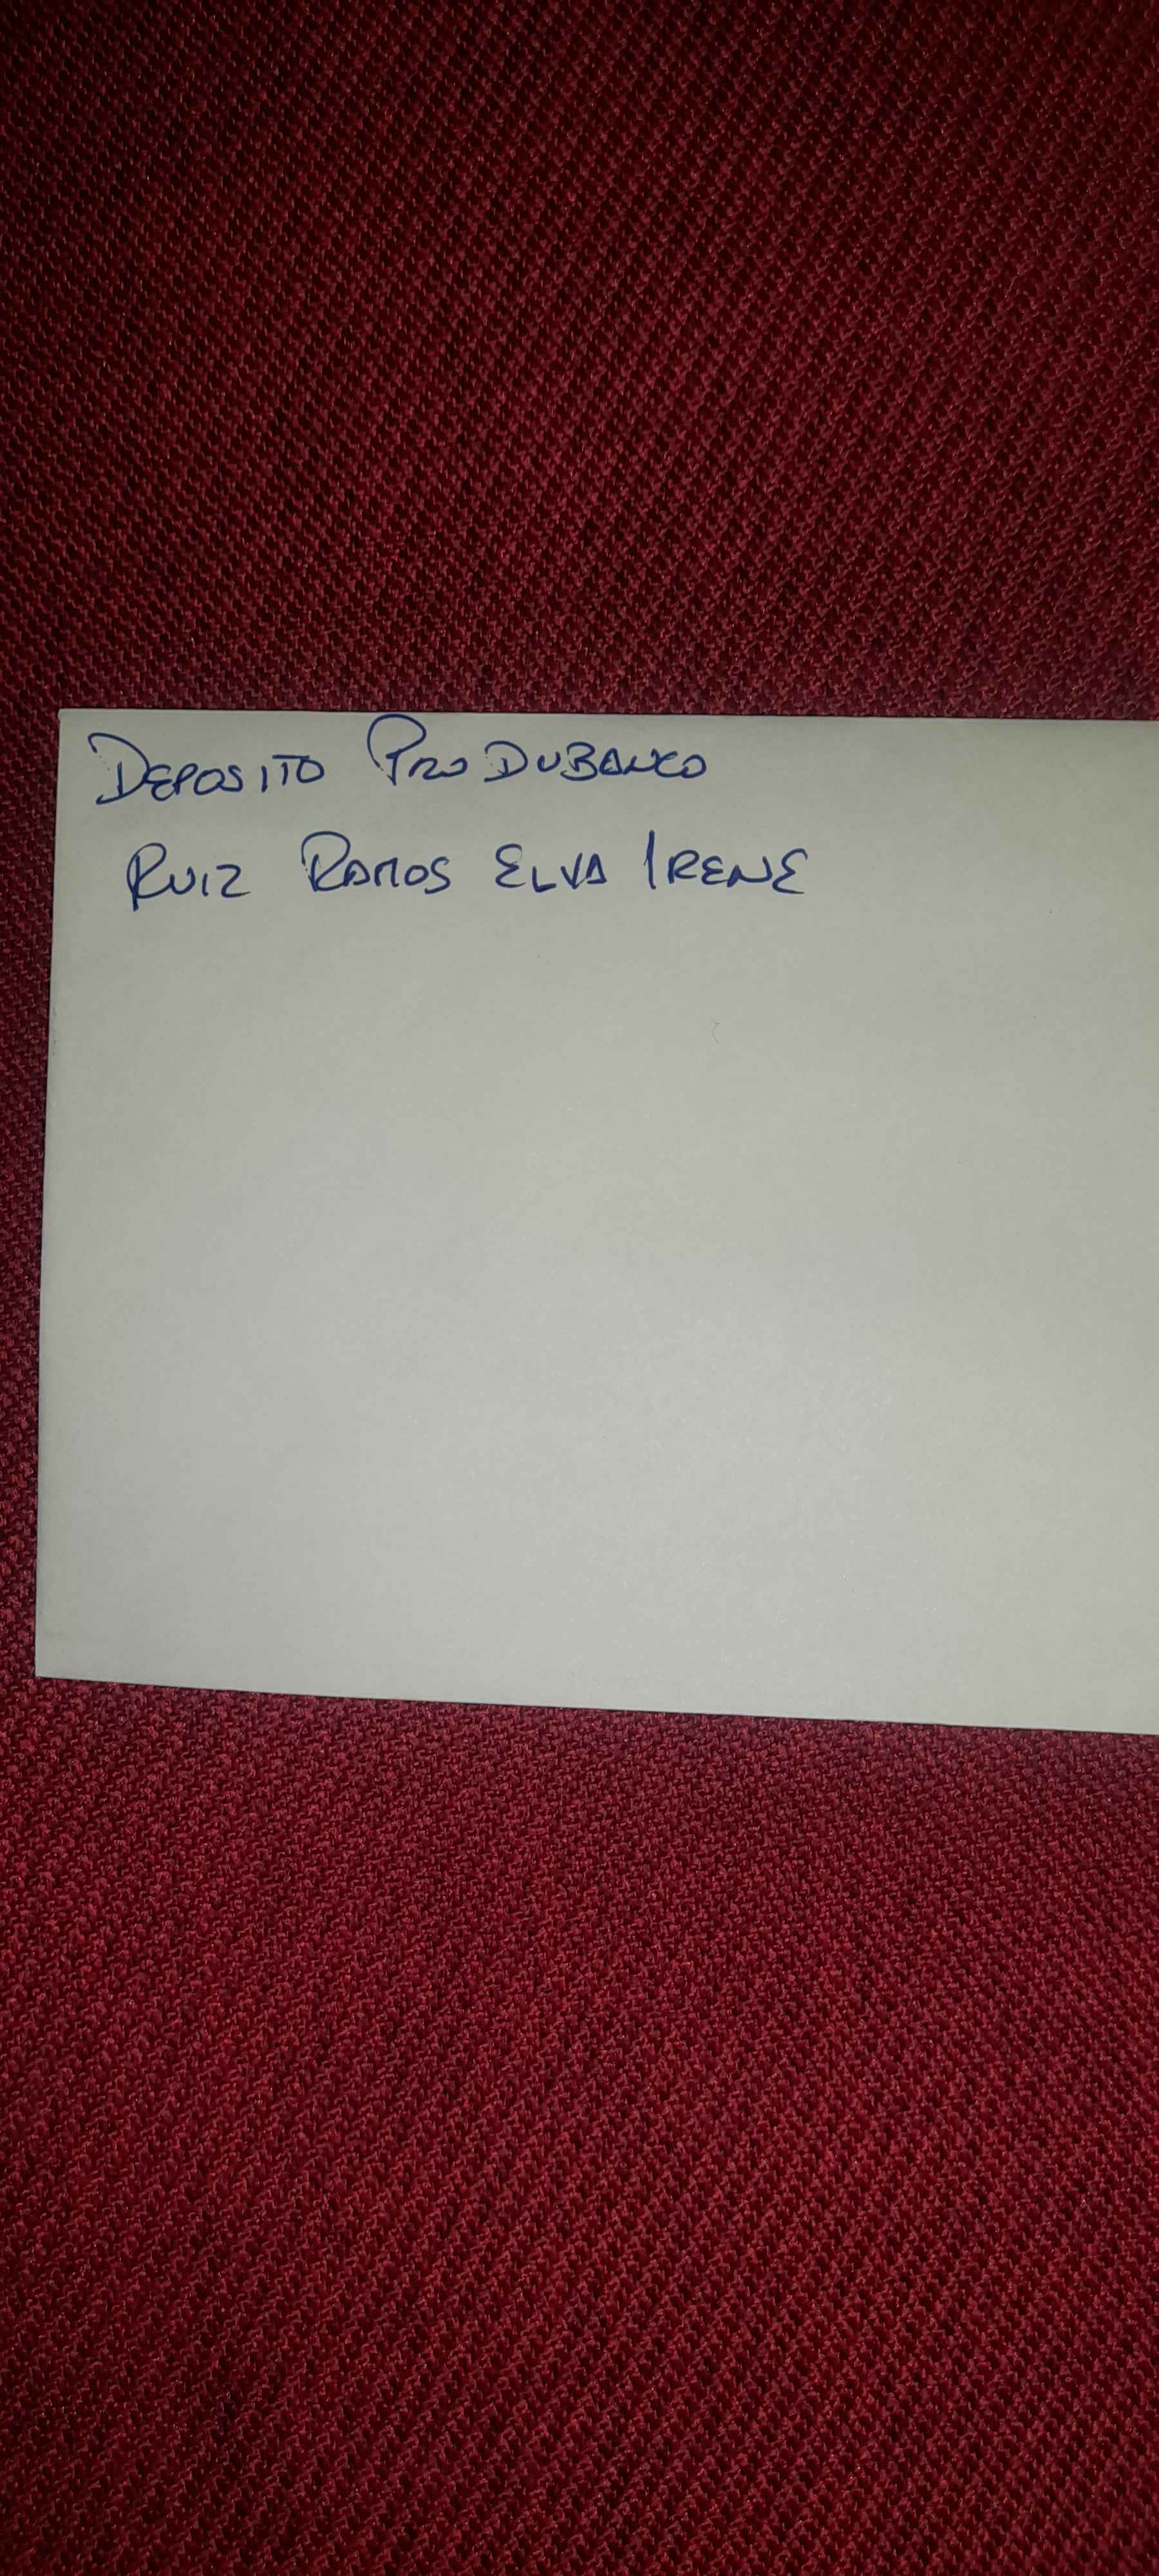 DEPOSITO PRODUBANCO
RUIZ RAMOS ELVA IRENE